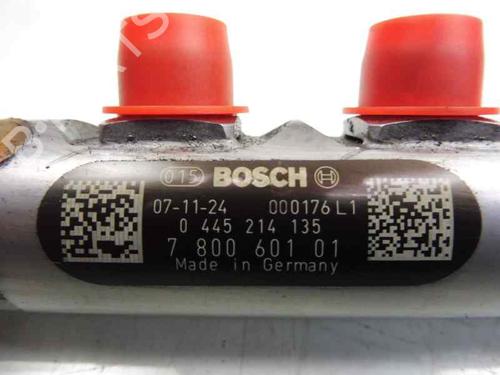 015 BOSCH
07-11-24 000176 L1
0 445 214 135
7 800 601 01
Made in Germany